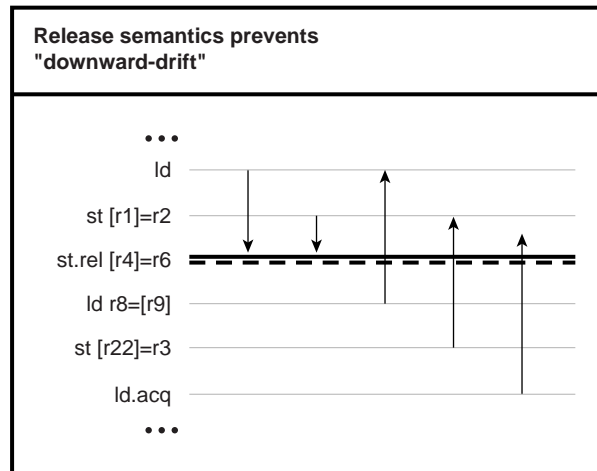 Release semantics prevents
"downward-drift"
•••
ld
st [r1]=r2
st.rel [r4]=r6
ld r8=[r9]
st [r22]=r3
ld.acq
•••